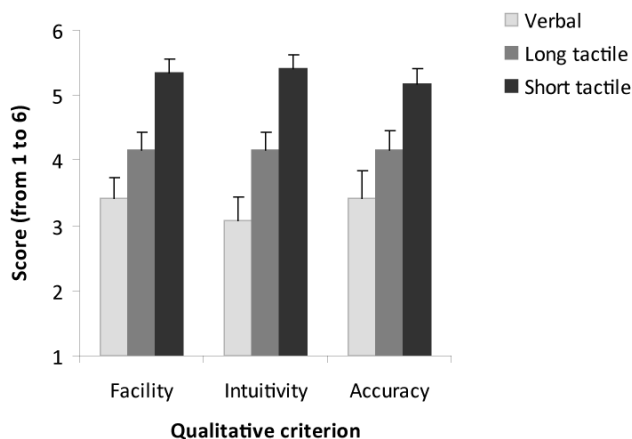 Verbal
Long tactile
Short tactile
Score (from 1 to 6)
6
5
4
3
2
1
Facility Intuitivity Accuracy
Qualitative criterion